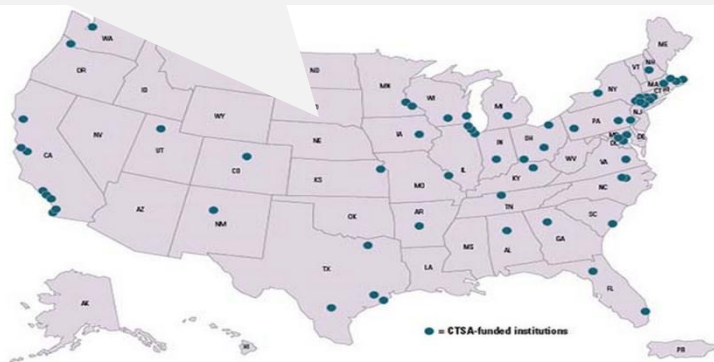 WA
ME
ND
MN
VT
NH
OR
ID
WI
MI
NY
MA
CT
RI
WY
IA
PA
NJ
NE
NV
UT
IL
IN
OH
DE
CA
CO
WV
VA
KS
MO
KY
NC
TN
AZ
NM
OK
AR
SC
MS
AL
GA
TX
LA
AK
FL
= CTSA-funded institutions
HI
PR